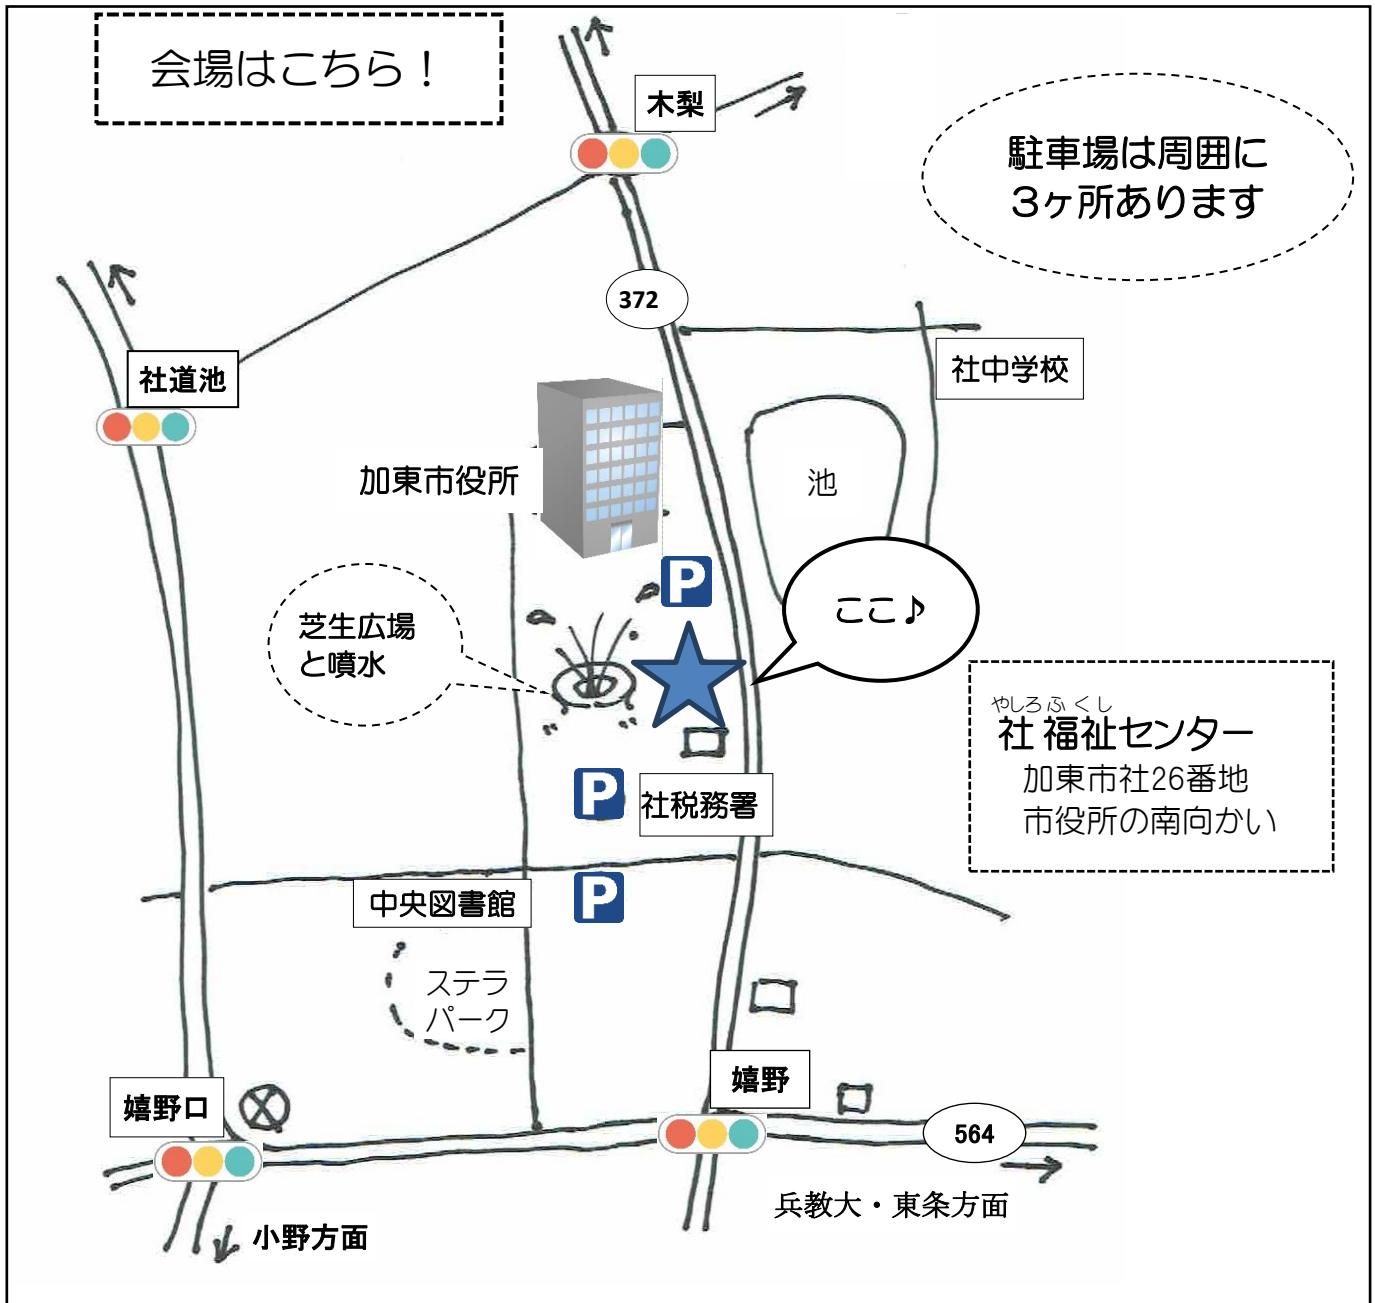 会場はこちら！
木梨
駐車場は周囲に
３ヶ所あります
372
社中学校
社道池
加東市役所
池
P
ここ♪
芝生広場
と噴水
やしろふくし
社福祉センター
加東市社26番地
市役所の南向かい
P
社税務署
中央図書館
P
ステラ
パーク
嬉野口
嬉野
564
兵教大・東条方面
小野方面